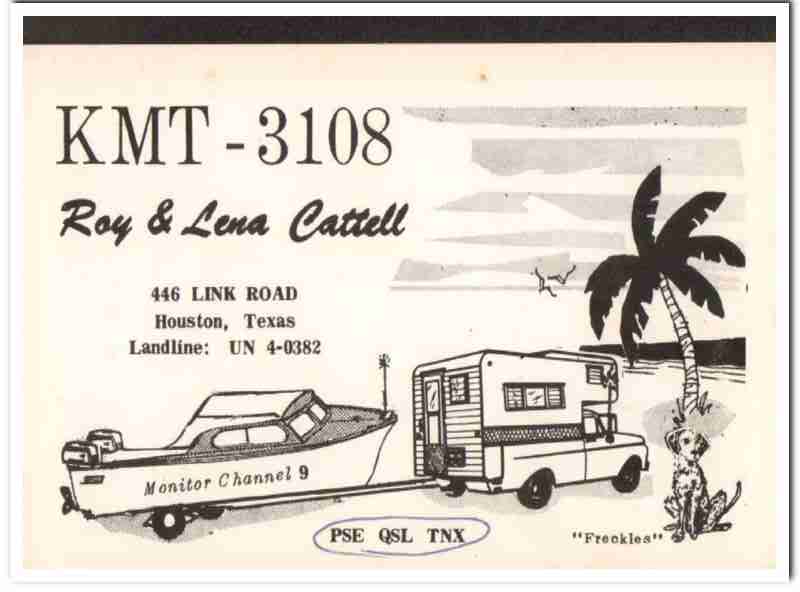 KMT-3108
Roy & Lena Cattell
446 LINK ROAD
Houston, Texas
Landline: UN 4-0382
Monitor Channel 9
PSE QSL TNX
"Freckles"